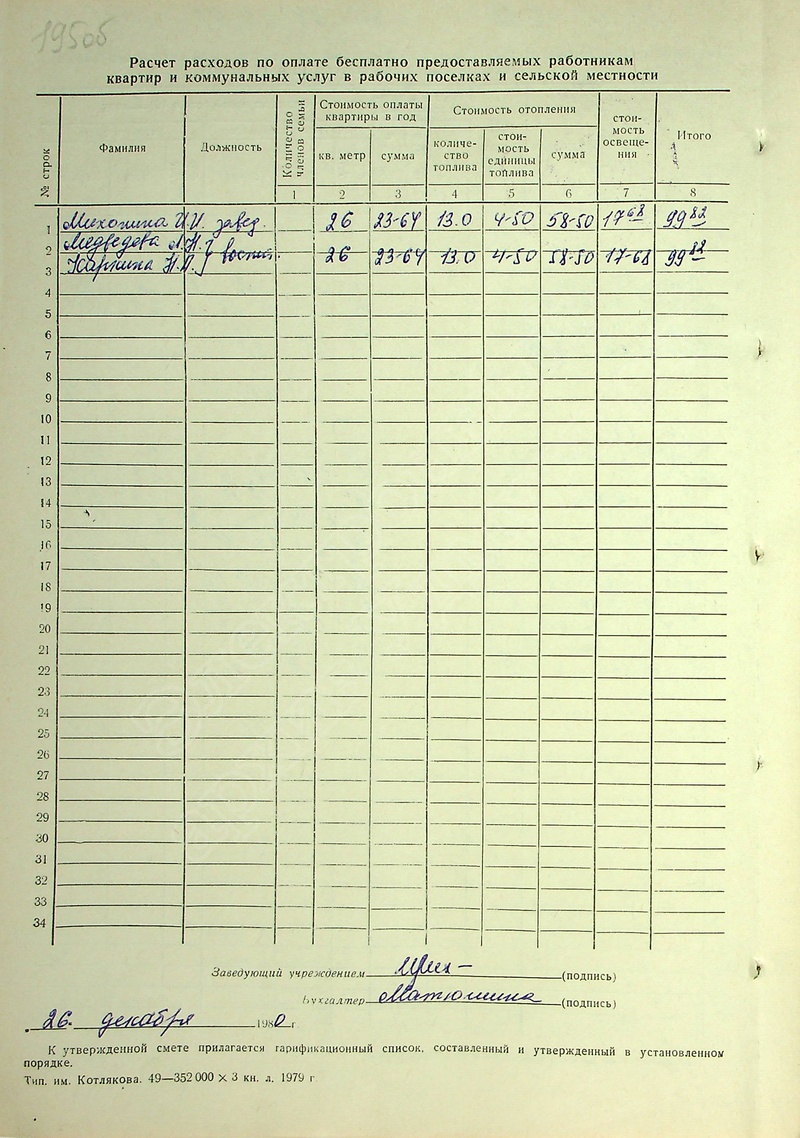 19505
Расчет расходов по оплате бесплатно предоставляемых работникам
квартир и коммунальных услуг в рабочих поселках и сельской местности
№ строк
Фамилия
Должность
Количество членов семьи
Стоимость оплаты квартиры в год
кв. метр
сумма
Стоимость отопления
количество топлива
стоимость единицы топлива
сумма
стоимость освещения
Итого
1 2 3 4 5 6 7 8
1 И.И. завед. 26 23-64 13.0 4-50 58-50 17 68 99 82
2 Медведева 26 23-64 13.0 4-50 58-50 17-68 99 82
3
4
5
6
7
8
9
10
11
12
13
14
15
16
17
18
19
20
21
22
23
24
25
26
27
28
29
30
31
32
33
34
Заведующий учреждением (подпись)
Бухгалтер (подпись)
26. декабря 1980 г
К утвержденной смете прилагается тарификационный список, составленный и утвержденный в установленном
порядке.
Тип. им. Котлякова. 49—352 000 × 3 кн. л. 1979 г